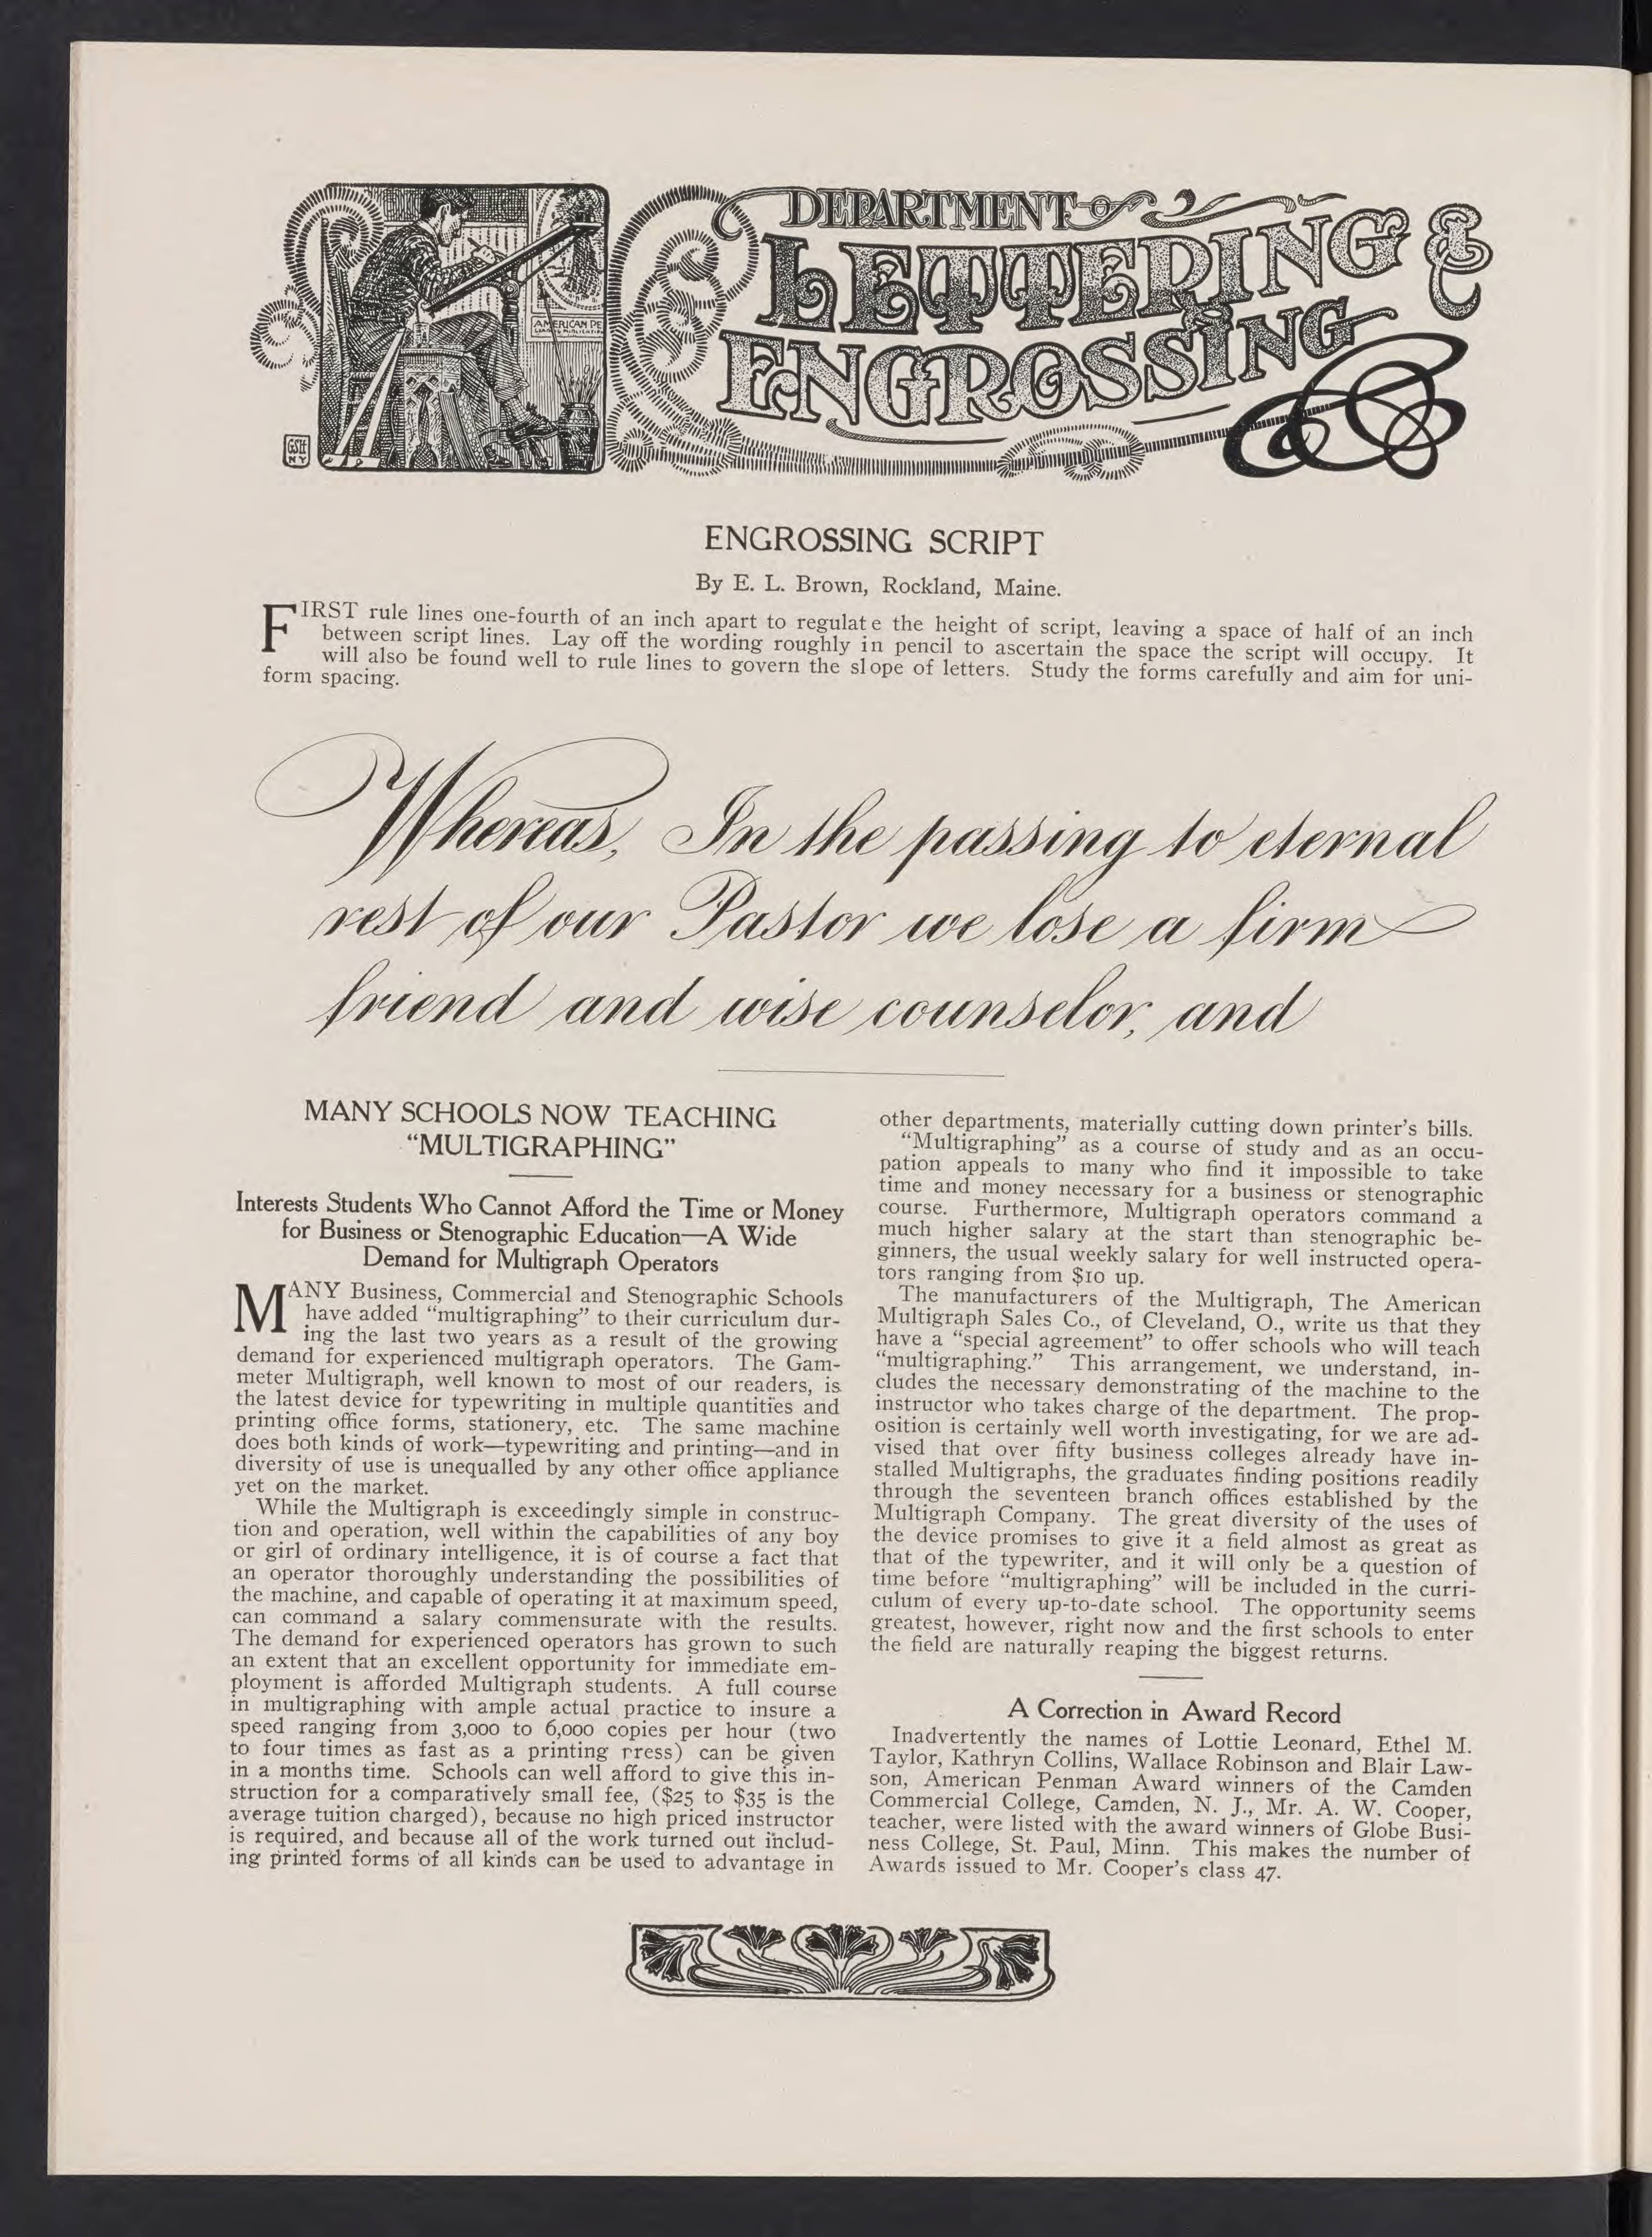 DEPARTMENT OF
LETTERING &
ENGROSSING
AMERICAN PE
GSH
NY
ENGROSSING SCRIPT
By E. L. Brown, Rockland, Maine.
FIRST rule lines one-fourth of an inch apart to regulate the height of script, leaving a space of half of an inch
between script lines. Lay off the wording roughly in pencil to ascertain the space the script will occupy. It
will also be found well to rule lines to govern the slope of letters. Study the forms carefully and aim for uni-
form spacing.
Whereas, In the passing to eternal
rest of our Pastor we lose a firm
friend and wise counselor, and
MANY SCHOOLS NOW TEACHING
“MULTIGRAPHING”
Interests Students Who Cannot Afford the Time or Money
for Business or Stenographic Education—A Wide
Demand for Multigraph Operators
MANY Business, Commercial and Stenographic Schools
have added “multigraphing” to their curriculum dur-
ing the last two years as a result of the growing
demand for experienced multigraph operators. The Gam-
meter Multigraph, well known to most of our readers, is
the latest device for typewriting in multiple quantities and
printing office forms, stationery, etc. The same machine
does both kinds of work—typewriting and printing—and in
diversity of use is unequalled by any other office appliance
yet on the market.
While the Multigraph is exceedingly simple in construc-
tion and operation, well within the capabilities of any boy
or girl of ordinary intelligence, it is of course a fact that
an operator thoroughly understanding the possibilities of
the machine, and capable of operating it at maximum speed,
can command a salary commensurate with the results.
The demand for experienced operators has grown to such
an extent that an excellent opportunity for immediate em-
ployment is afforded Multigraph students. A full course
in multigraphing with ample actual practice to insure a
speed ranging from 3,000 to 6,000 copies per hour (two
to four times as fast as a printing rress) can be given
in a months time. Schools can well afford to give this in-
struction for a comparatively small fee, ($25 to $35 is the
average tuition charged), because no high priced instructor
is required, and because all of the work turned out includ-
ing printed forms of all kinds can be used to advantage in
other departments, materially cutting down printer’s bills.
“Multigraphing” as a course of study and as an occu-
pation appeals to many who find it impossible to take
time and money necessary for a business or stenographic
course. Furthermore, Multigraph operators command a
much higher salary at the start than stenographic be-
ginners, the usual weekly salary for well instructed opera-
tors ranging from $10 up.
The manufacturers of the Multigraph, The American
Multigraph Sales Co., of Cleveland, O., write us that they
have a “special agreement” to offer schools who will teach
“multigraphing.” This arrangement, we understand, in-
cludes the necessary demonstrating of the machine to the
instructor who takes charge of the department. The prop-
osition is certainly well worth investigating, for we are ad-
vised that over fifty business colleges already have in-
stalled Multigraphs, the graduates finding positions readily
through the seventeen branch offices established by the
Multigraph Company. The great diversity of the uses of
the device promises to give it a field almost as great as
that of the typewriter, and it will only be a question of
time before “multigraphing” will be included in the curri-
culum of every up-to-date school. The opportunity seems
greatest, however, right now and the first schools to enter
the field are naturally reaping the biggest returns.
A Correction in Award Record
Inadvertently the names of Lottie Leonard, Ethel M.
Taylor, Kathryn Collins, Wallace Robinson and Blair Law-
son, American Penman Award winners of the Camden
Commercial College, Camden, N. J., Mr. A. W. Cooper,
teacher, were listed with the award winners of Globe Busi-
ness College, St. Paul, Minn. This makes the number of
Awards issued to Mr. Cooper’s class 47.